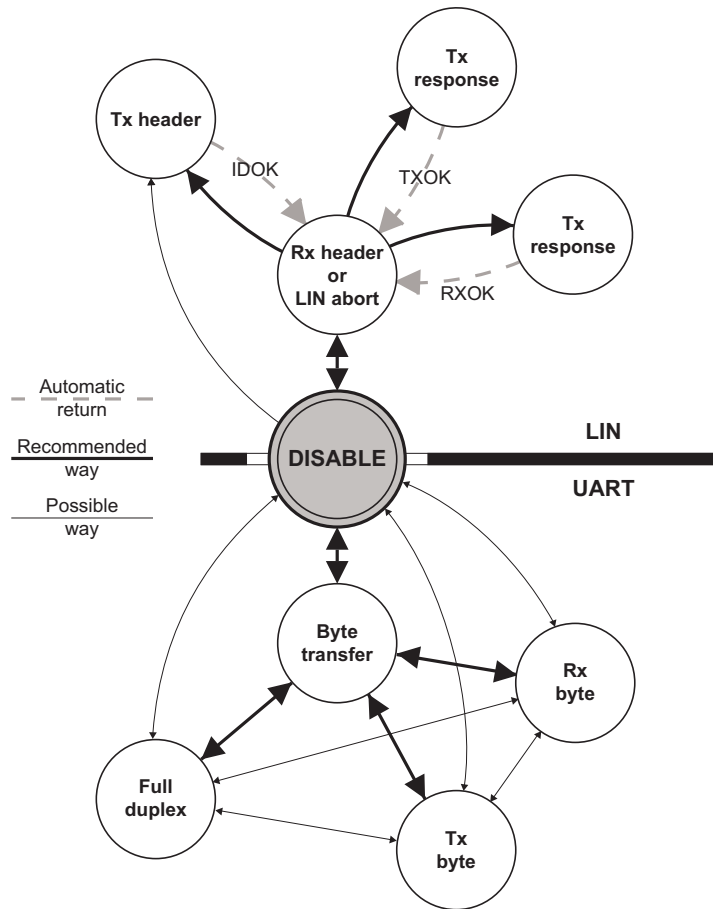 Tx
response
Tx header
IDOK
TXOK
Tx
response
Rx header
or
LIN abort
RXOK
Automatic
return
Recommended
way
Possible
way
DISABLE
LIN
UART
Byte
transfer
Rx
byte
Full
duplex
Tx
byte